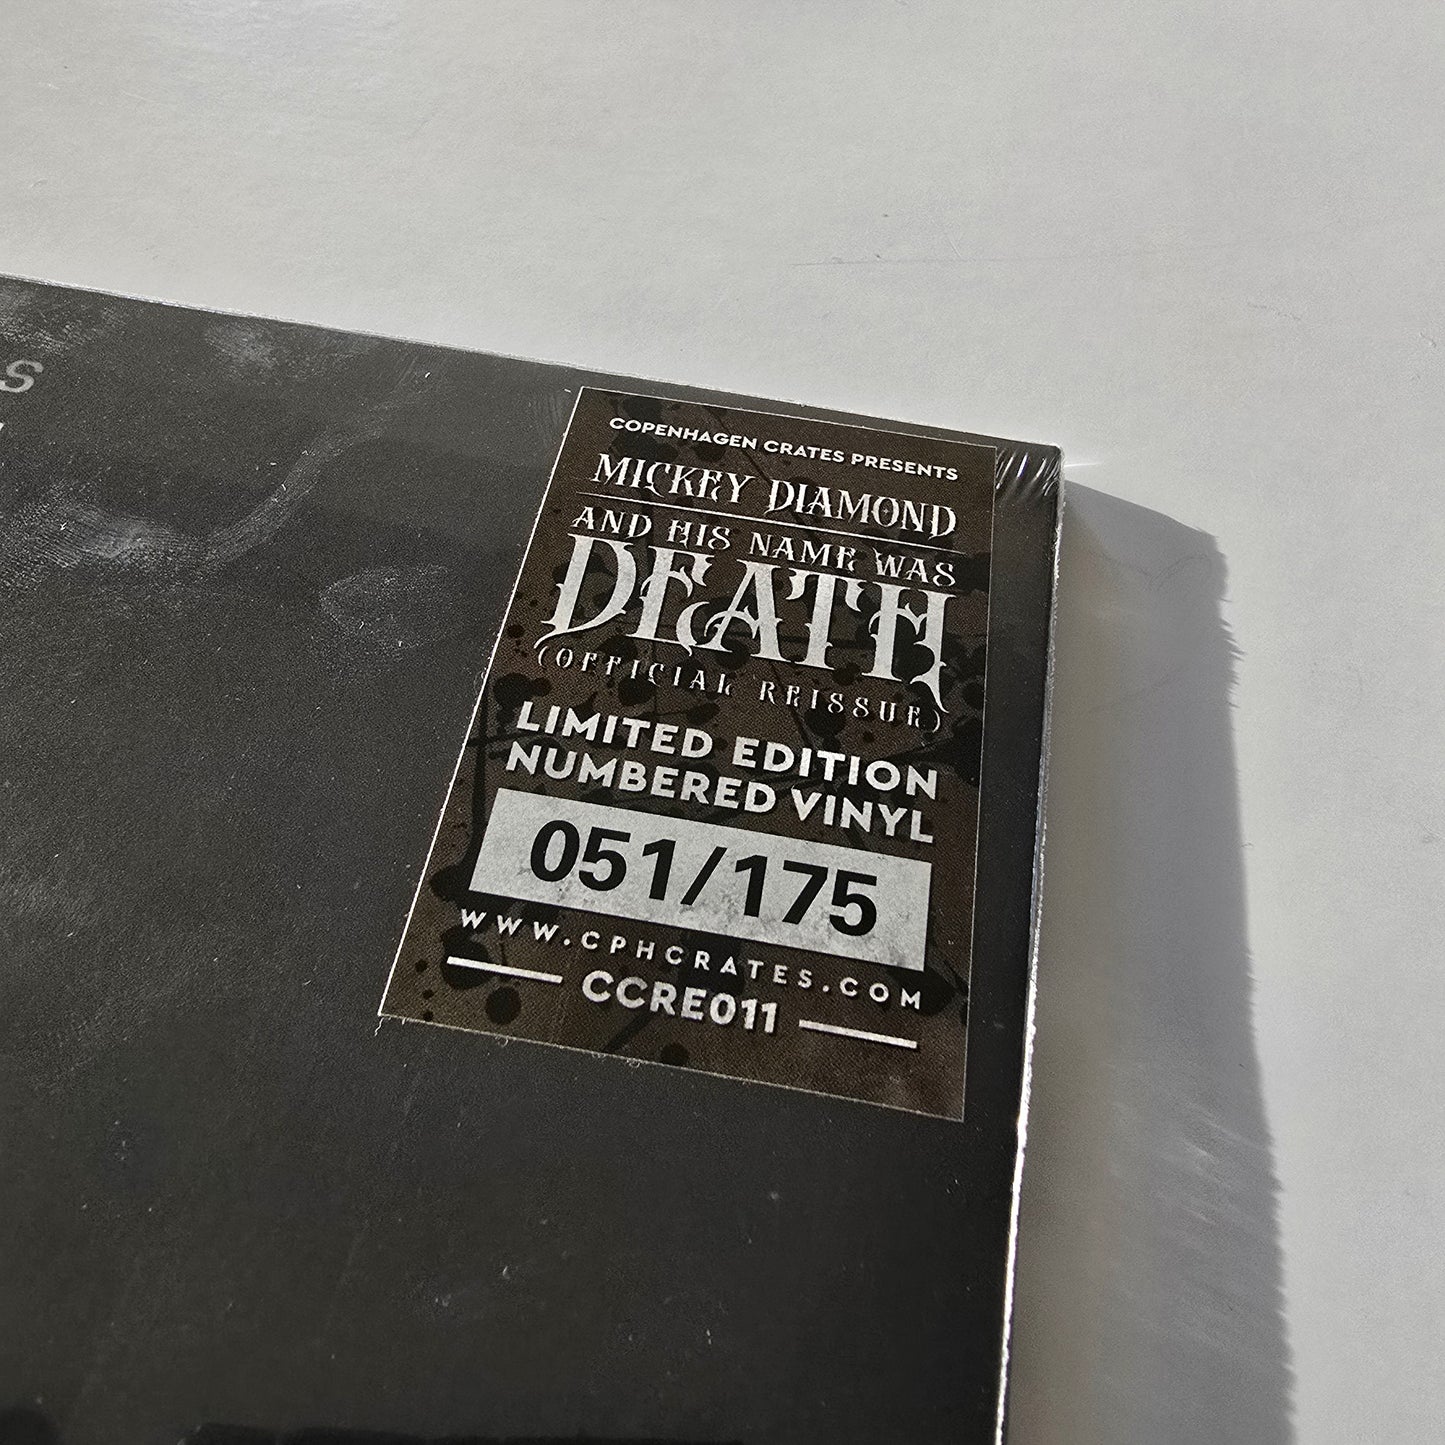 S
COPENHAGEN CRATES PRESENTS
MICKEY DIAMOND
AND HIS NAME WAS
DEATH
(OFFICIAL REISSUE)
LIMITED EDITION
NUMBERED VINYL
051/175
WWW.CPHCRATES.COM
CCRE011